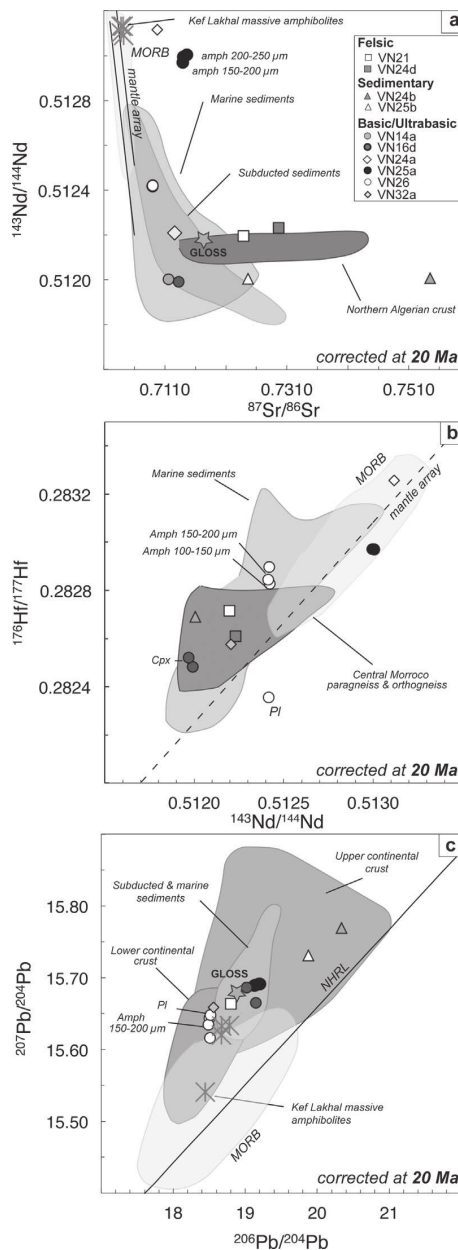 Kef Lakhal massive
amphibolites
a
MORB
amph 200-250 µm
amph 150-200 µm
mantle array
Marine sediments
Subducted sediments
GLOSS
Northern Algerian crust
Felsic
VN21
VN24d
Sedimentary
VN24b
VN25b
Basic/Ultrabasic
VN14a
VN16d
VN24a
VN25a
VN26
VN32a
0.5128
0.5124
0.5120
143Nd/144Nd
corrected at 20 Ma
0.7110 0.7310 0.7510
87Sr/86Sr
b
MORB
mantle array
Marine sediments
Amph 150-200 µm
Amph 100-150 µm
Cpx
Pl
Central Morroco
paragneiss & orthogneiss
0.2832
0.2828
0.2824
176Hf/177Hf
corrected at 20 Ma
0.5120 0.5125 0.5130
143Nd/144Nd
c
Upper continental
crust
Subducted & marine
sediments
Lower continental
crust
GLOSS
NHRL
Pl
Amph
150-200 µm
Kef Lakhal massive
amphibolites
MORB
15.80
15.70
15.60
15.50
207Pb/204Pb
corrected at 20 Ma
18 19 20 21
206Pb/204Pb